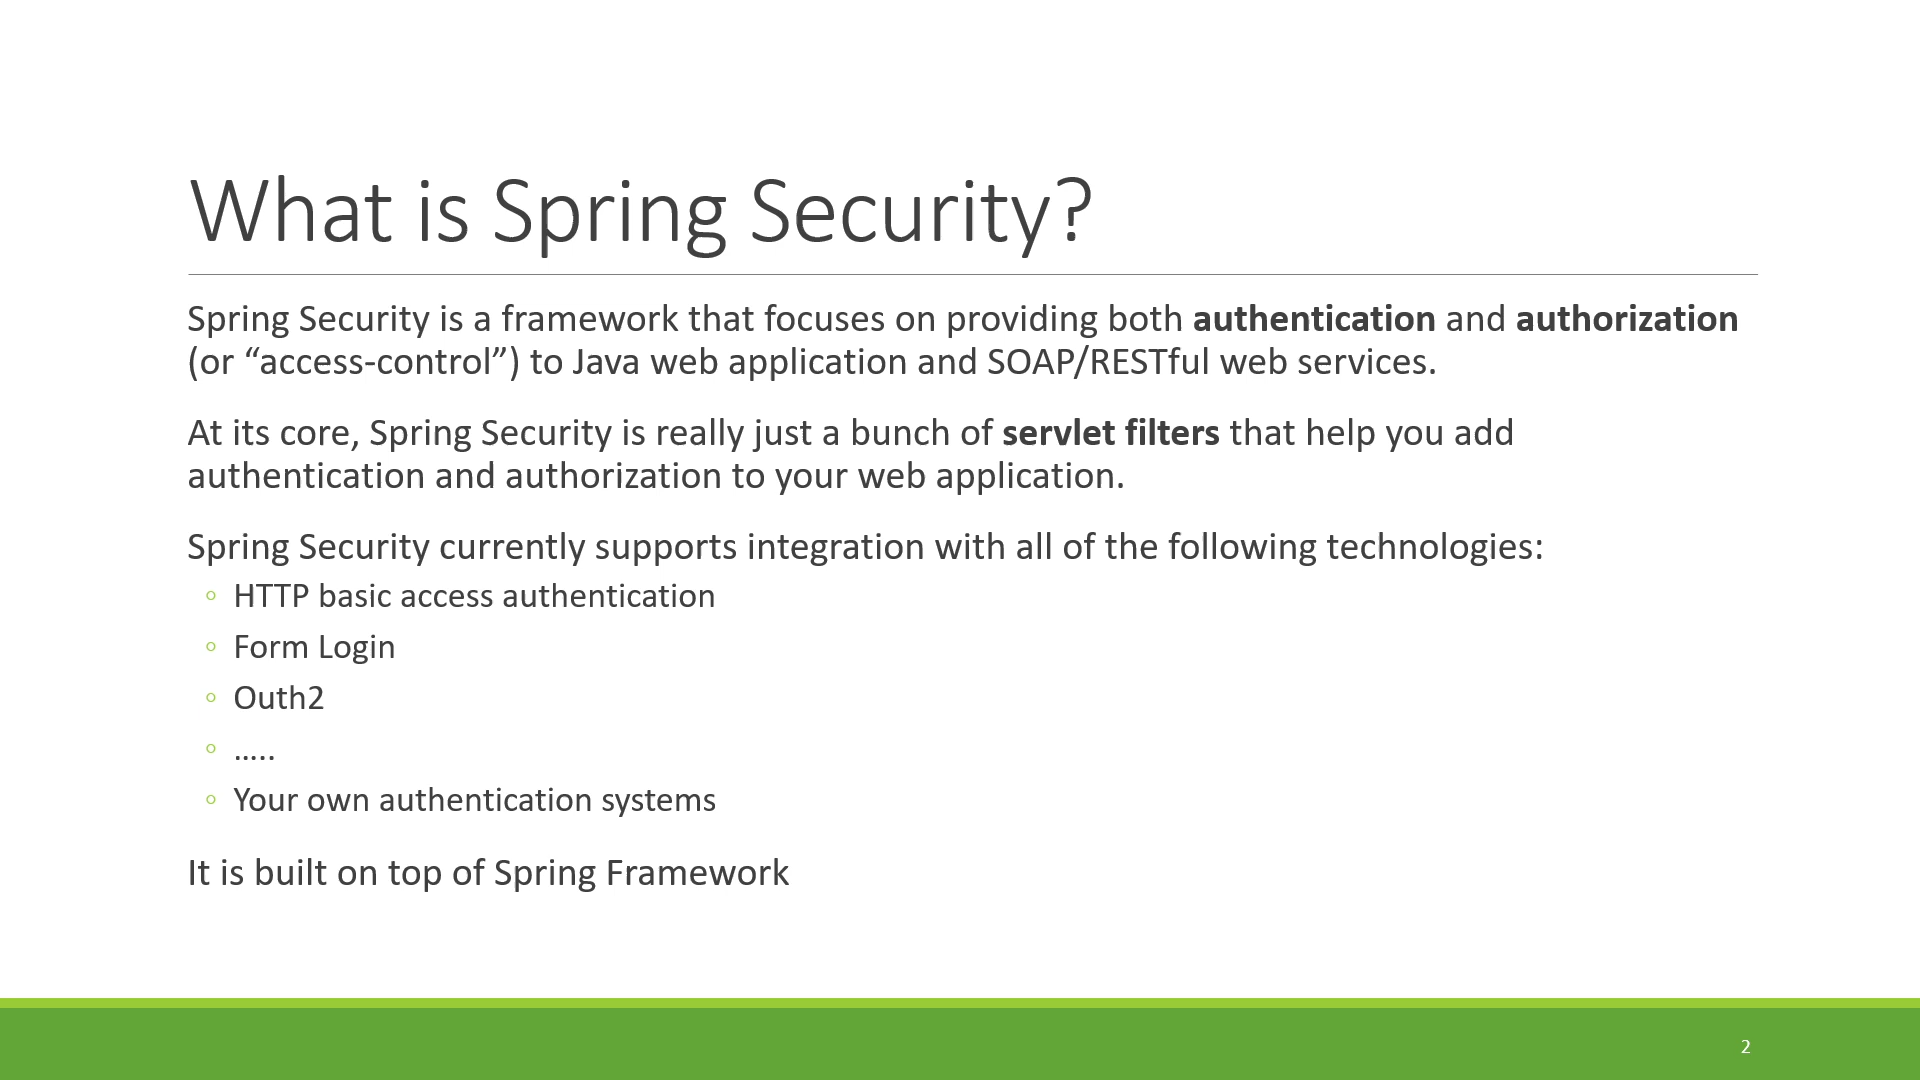 What is Spring Security?
Spring Security is a framework that focuses on providing both authentication and authorization
(or “access-control”) to Java web application and SOAP/RESTful web services.
At its core, Spring Security is really just a bunch of servlet filters that help you add
authentication and authorization to your web application.
Spring Security currently supports integration with all of the following technologies:
◦ HTTP basic access authentication
◦ Form Login
◦ Outh2
◦ …..
◦ Your own authentication systems
It is built on top of Spring Framework
2